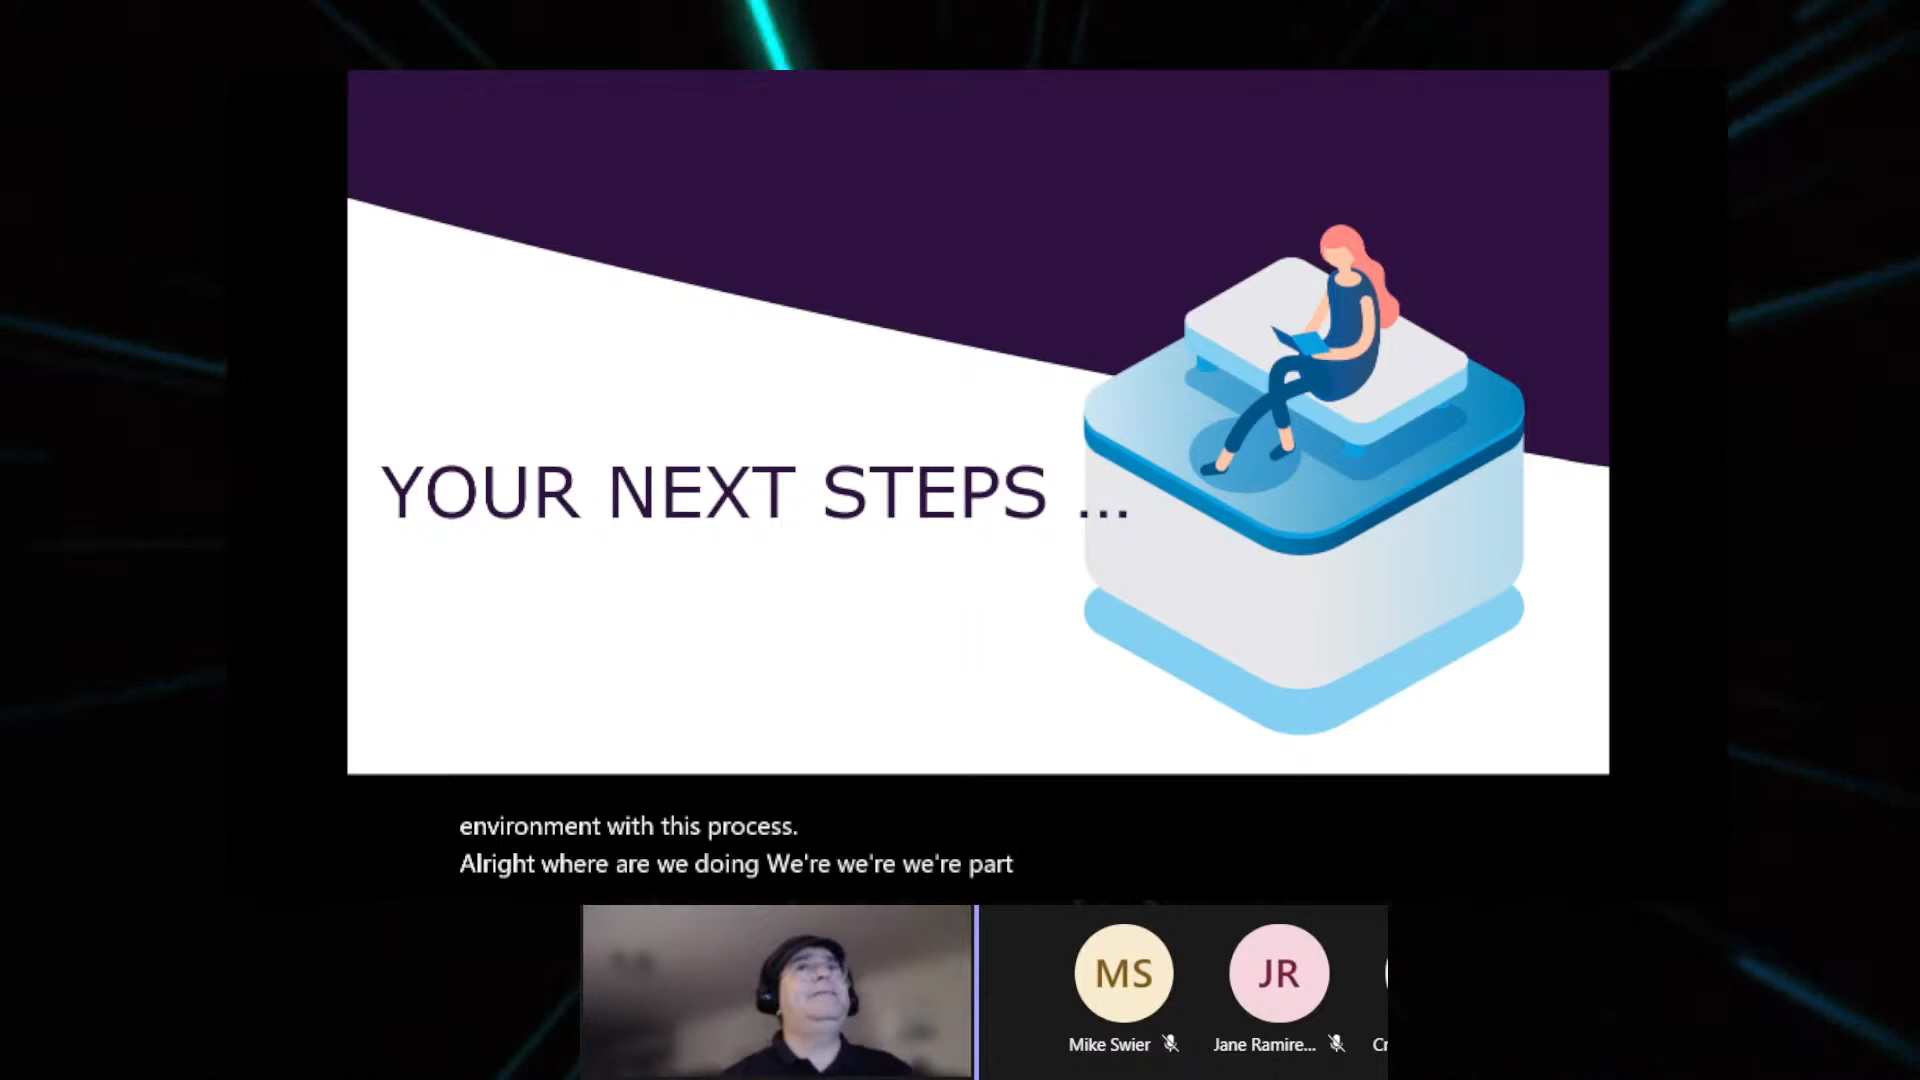 YOUR NEXT STEPS ...
environment with this process.
Alright where are we doing We're we're we're part
MS
JR
Mike Swier
Jane Ramire...
Cr